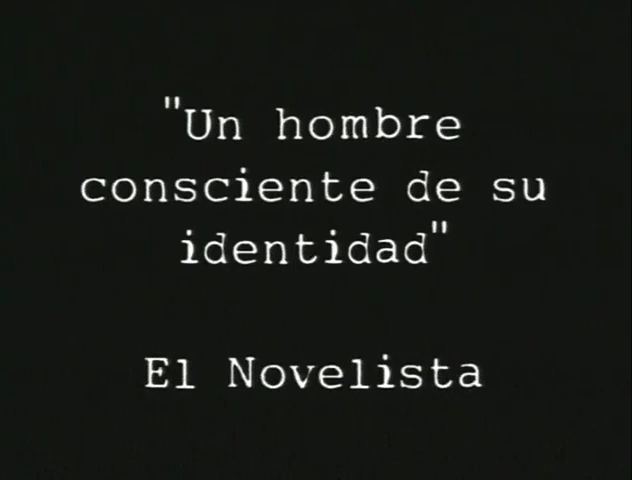 "Un hombre
consciente de su
identidad"
El Novelista